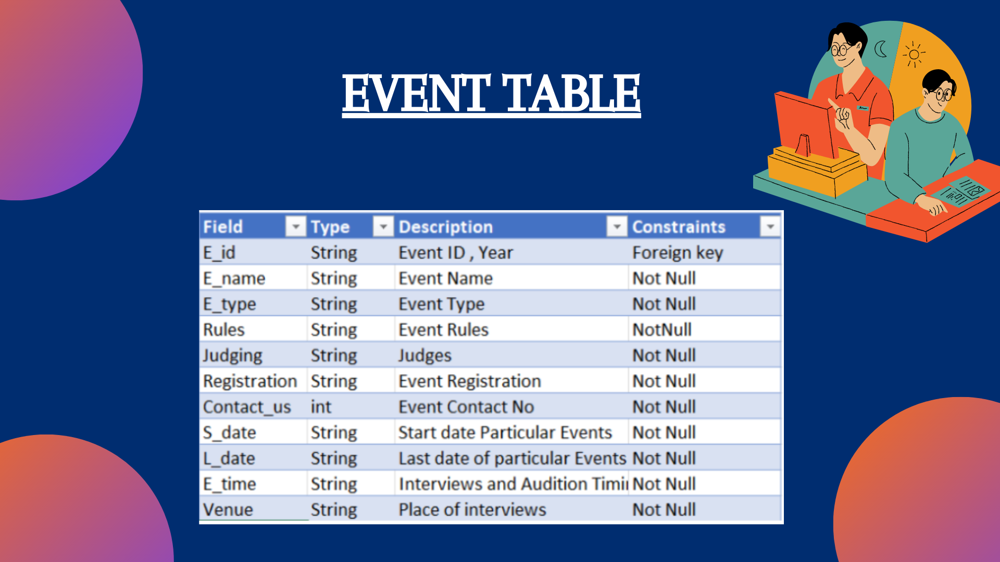 EVENT TABLE
Field Type Description Constraints
E_id String Event ID , Year Foreign key
E_name String Event Name Not Null
E_type String Event Type Not Null
Rules String Event Rules NotNull
Judging String Judges Not Null
Registration String Event Registration Not Null
Contact_us int Event Contact No Not Null
S_date String Start date Particular Events Not Null
L_date String Last date of particular Events Not Null
E_time String Interviews and Audition Timi Not Null
Venue String Place of interviews Not Null